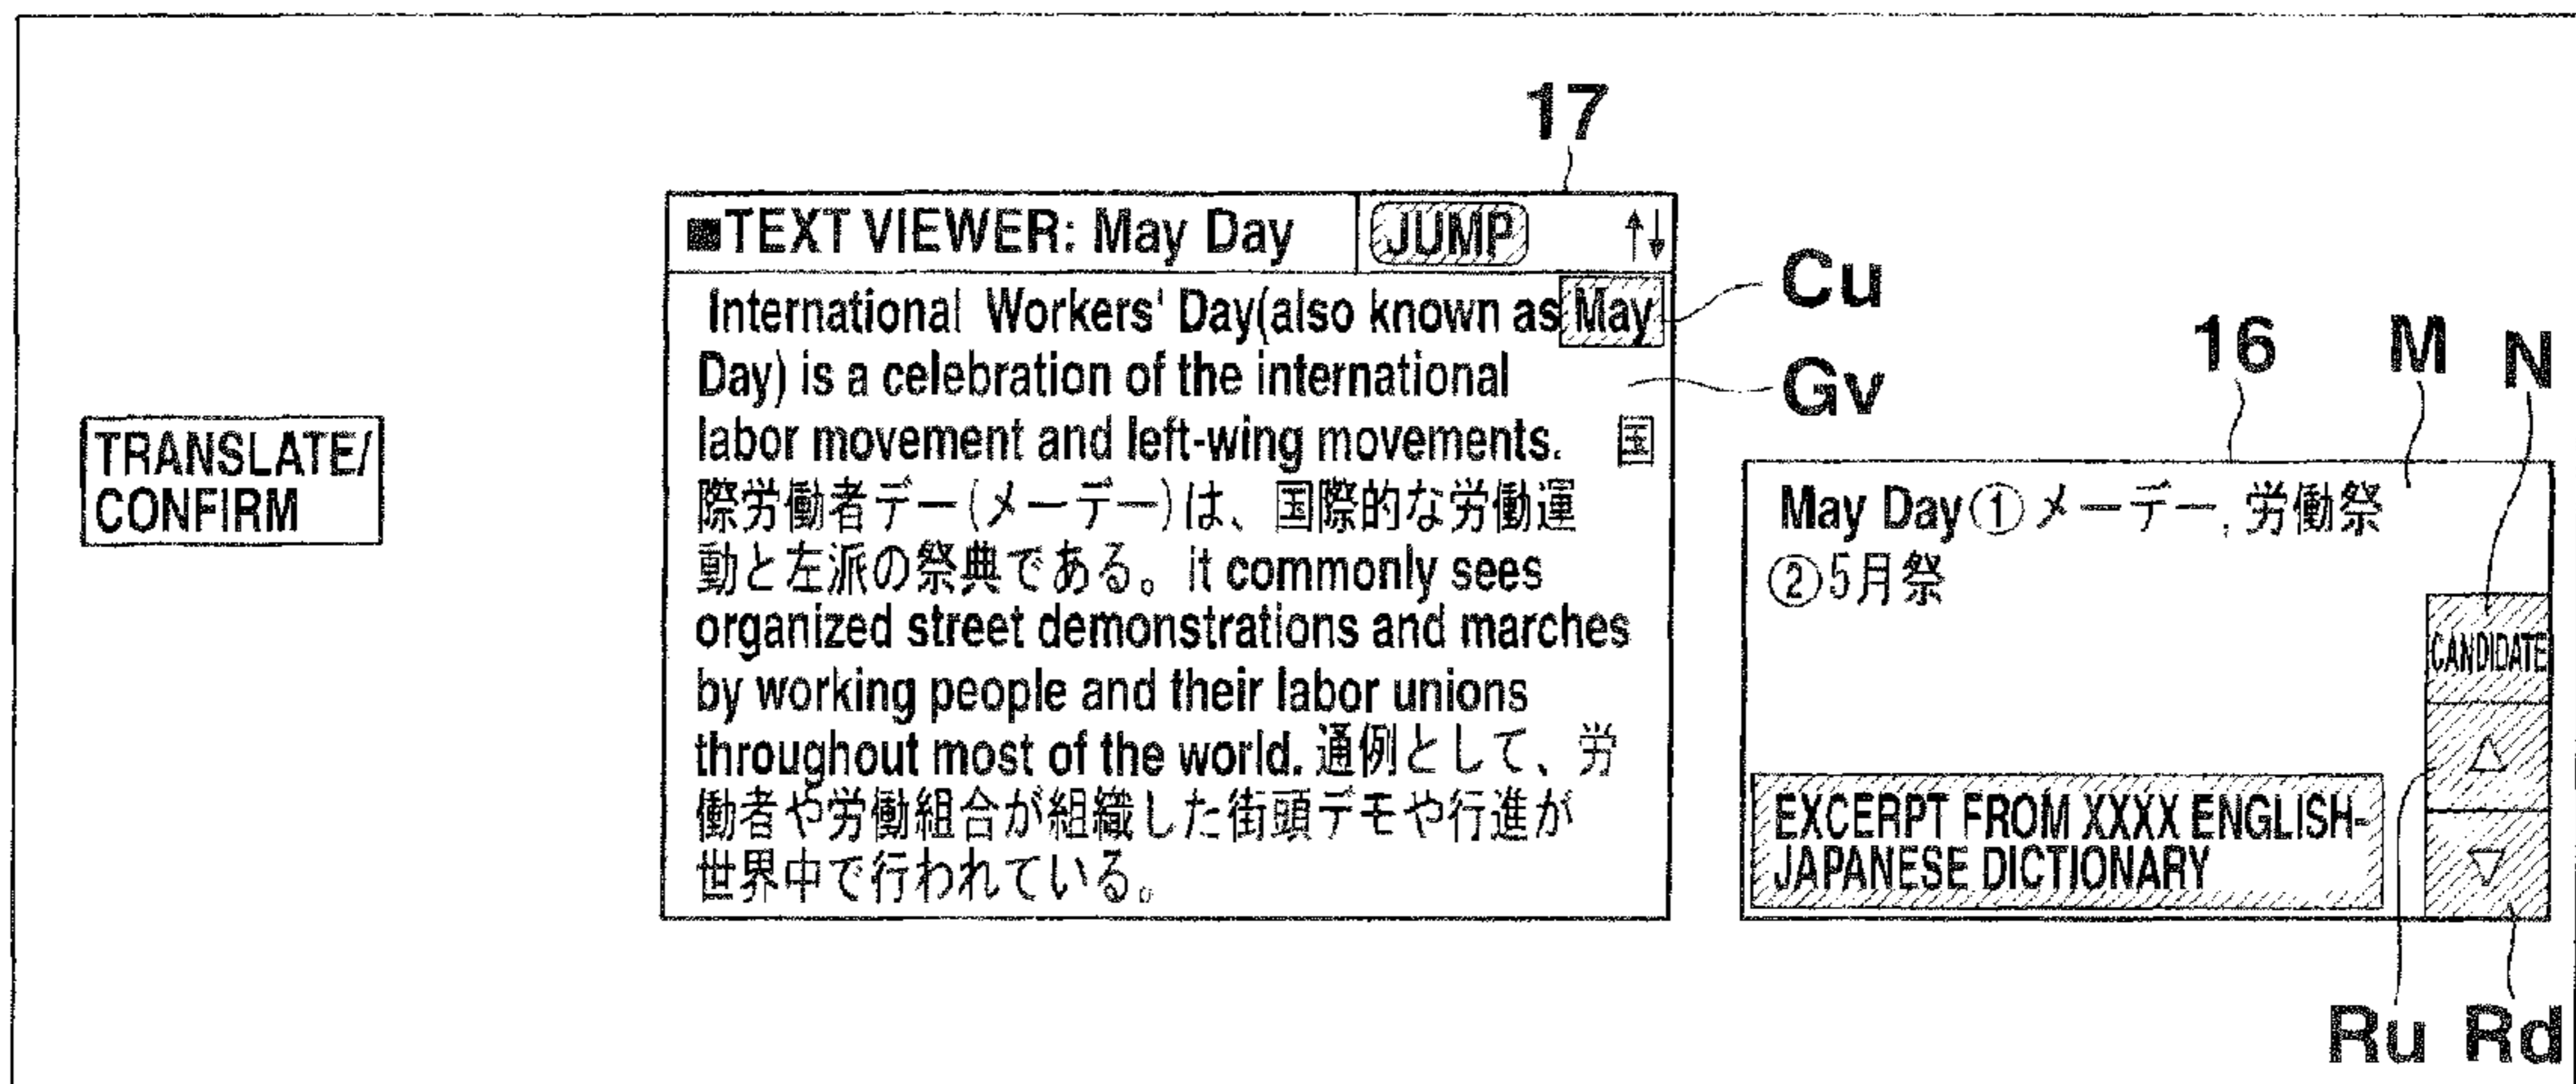 17
■TEXT VIEWER: May Day JUMP ↑↓
International Workers' Day(also known as May
Day) is a celebration of the international
labor movement and left-wing movements. 国
際労働者デー(メーデー)は、国際的な労働運
動と左派の祭典である。it commonly sees
organized street demonstrations and marches
by working people and their labor unions
throughout most of the world. 通例として、労
働者や労働組合が組織した街頭デモや行進が
世界中で行われている。
Cu
Gv
TRANSLATE/
CONFIRM
16
M
N
May Day①メーデー,労働祭
②5月祭
CANDIDATE
△
▽
EXCERPT FROM XXXX ENGLISH-
JAPANESE DICTIONARY
Ru Rd